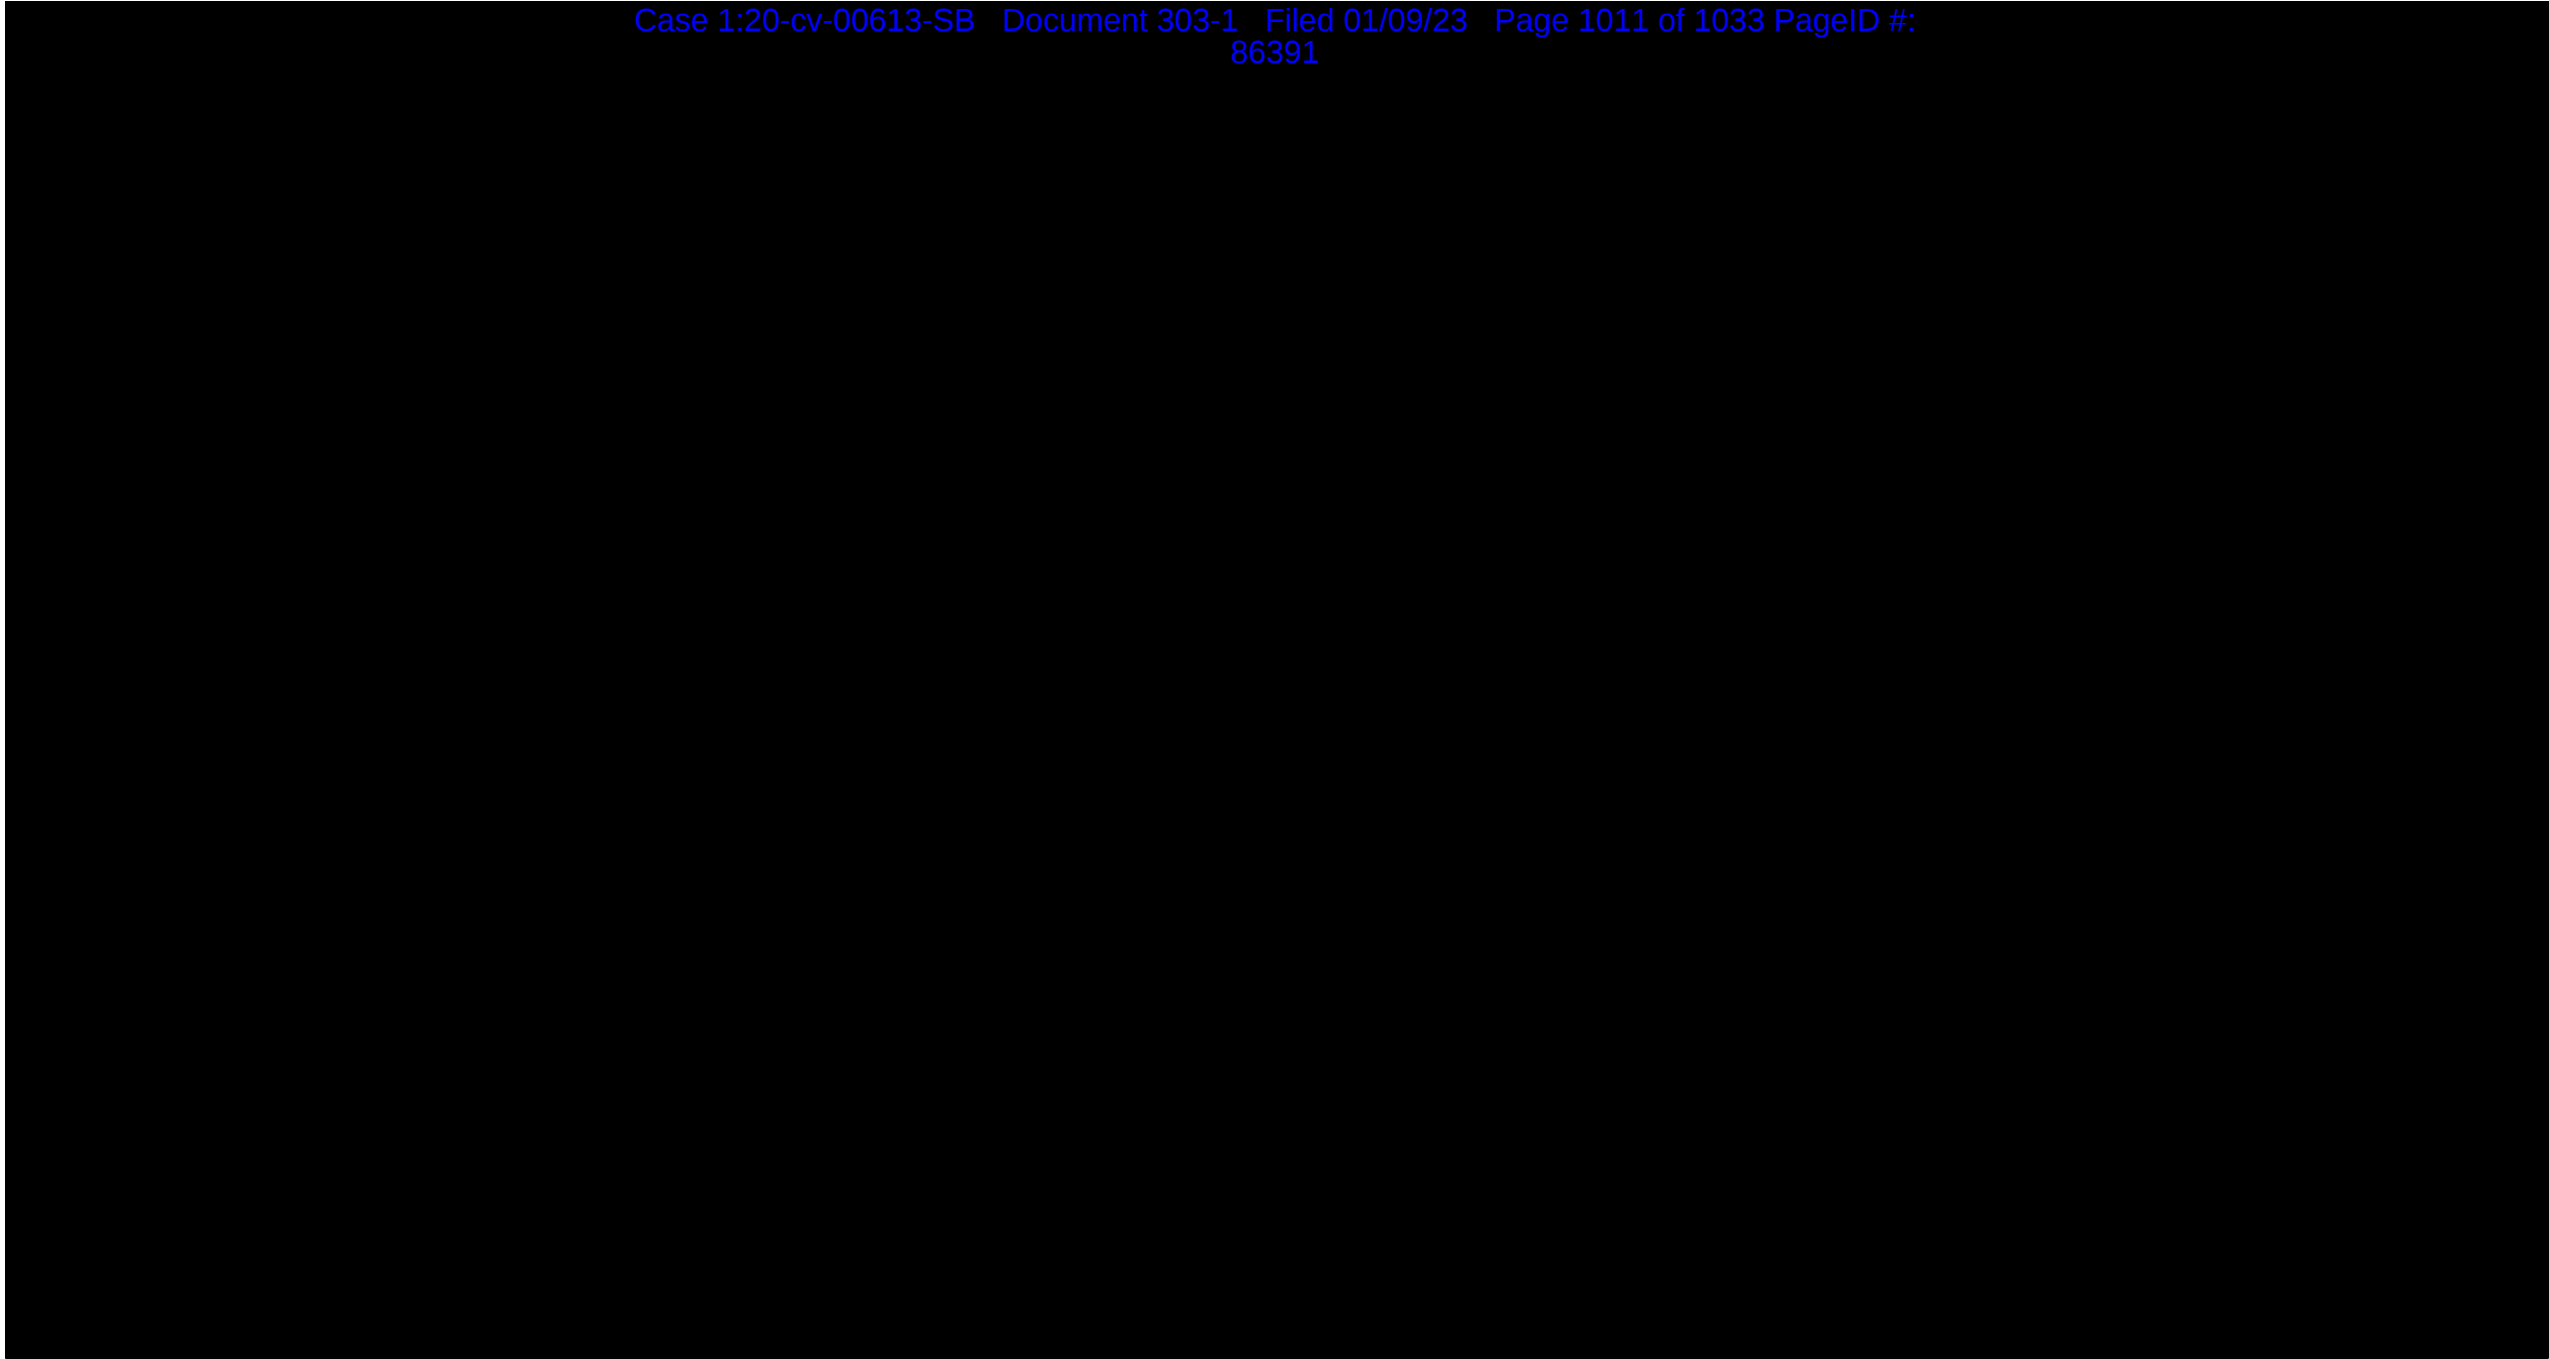 Case 1:20-cv-00613-SB Document 303-1 Filed 01/09/23 Page 1011 of 1033 PageID #:
86391